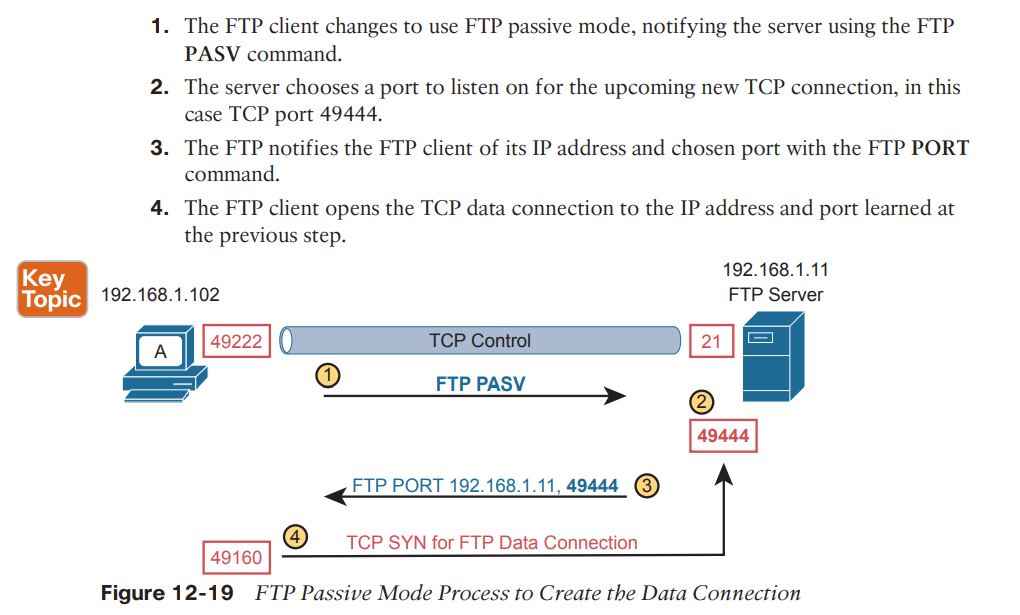 1. The FTP client changes to use FTP passive mode, notifying the server using the FTP
PASV command.
2. The server chooses a port to listen on for the upcoming new TCP connection, in this
case TCP port 49444.
3. The FTP notifies the FTP client of its IP address and chosen port with the FTP PORT
command.
4. The FTP client opens the TCP data connection to the IP address and port learned at
the previous step.
Key
Topic
192.168.1.102
192.168.1.11
FTP Server
A
49222
TCP Control
21
1
FTP PASV
2
49444
FTP PORT 192.168.1.11, 49444
3
4
TCP SYN for FTP Data Connection
49160
Figure 12-19 FTP Passive Mode Process to Create the Data Connection